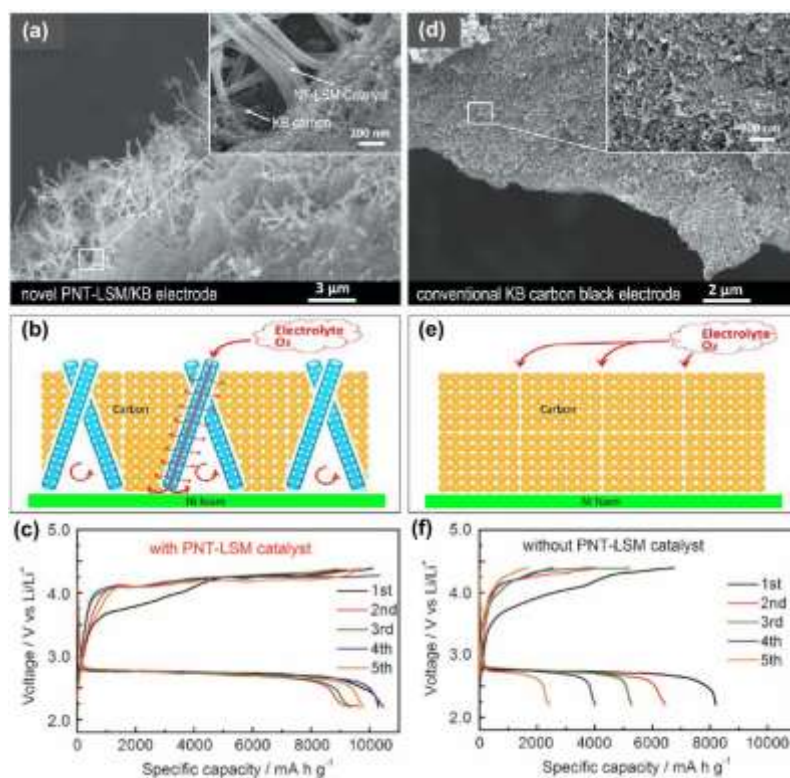 (a)
NT-LSM Catalyst
KB carbon
200 nm
novel PNT-LSM/KB electrode
3 μm
(d)
nm
conventional KB carbon black electrode
2 μm
(b)
Electrolyte
O₂
Carbon
Ni foam
(e)
Electrolyte
O₂
Carbon
Ni foam
(c)
with PNT-LSM catalyst
1st
2nd
3rd
4th
5th
Voltage / V vs Li/Li⁺
5.0
4.0
3.0
2.0
0 2000 4000 6000 8000 10000
Specific capacity / mA h g⁻¹
(f)
without PNT-LSM catalyst
1st
2nd
3rd
4th
5th
Voltage / V vs Li/Li⁺
5.0
4.0
3.0
2.0
0 2000 4000 6000 8000 10000
Specific capacity / mA h g⁻¹